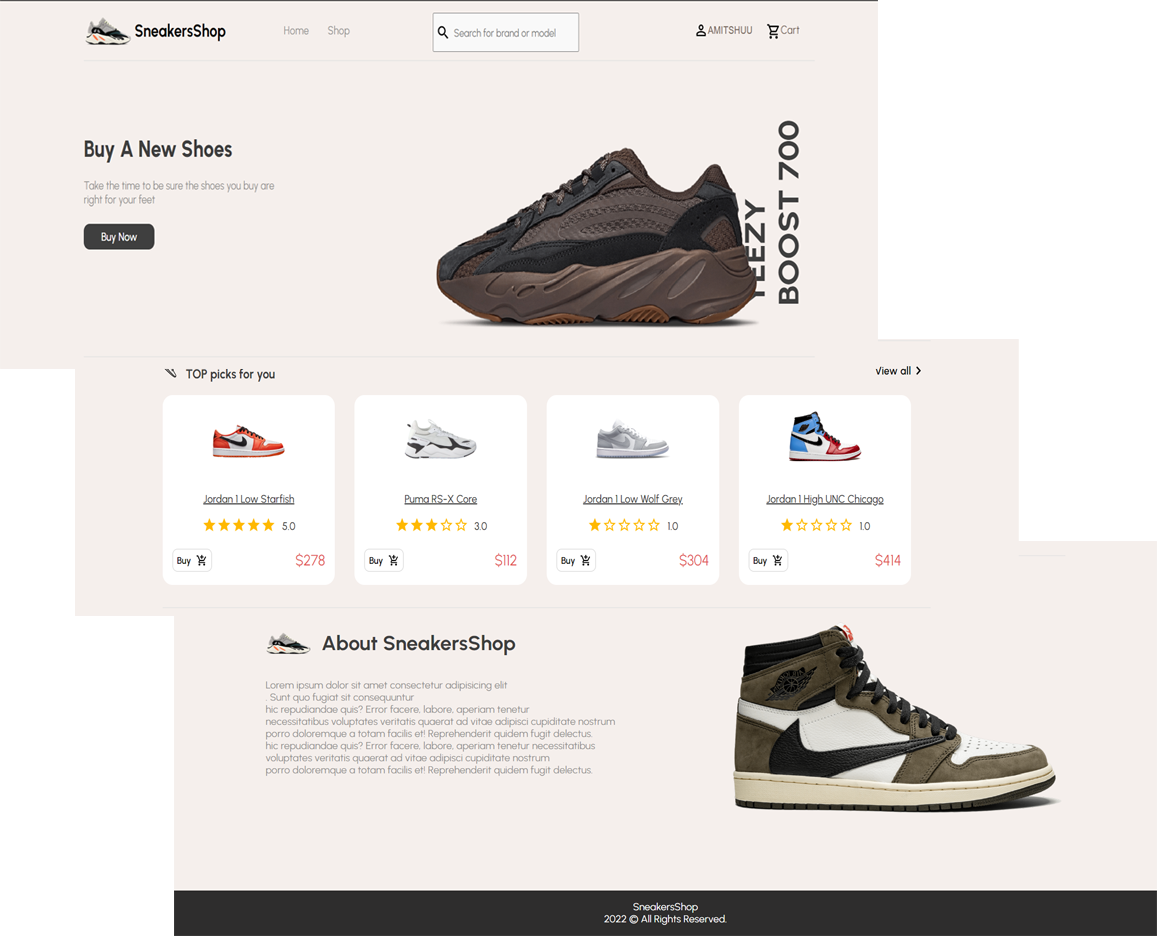 SneakersShop
Home
Shop
Search for brand or model
AMITSHUU
Cart
Buy A New Shoes
Take the time to be sure the shoes you buy are
right for your feet
Buy Now
YEEZY
BOOST 700
TOP picks for you
View all
Jordan 1 Low Starfish
5.0
Buy
$278
Puma RS-X Core
3.0
Buy
$112
Jordan 1 Low Wolf Grey
1.0
Buy
$304
Jordan 1 High UNC Chicago
1.0
Buy
$414
About SneakersShop
Lorem ipsum dolor sit amet consectetur adipisicing elit
. Sunt quo fugiat sit consequuntur
hic repudiandae quis? Error facere, labore, aperiam tenetur
necessitatibus voluptates veritatis quaerat ad vitae adipisci cupiditate nostrum
porro doloremque a totam facilis et! Reprehenderit quidem fugit delectus.
hic repudiandae quis? Error facere, labore, aperiam tenetur necessitatibus
voluptates veritatis quaerat ad vitae adipisci cupiditate nostrum
porro doloremque a totam facilis et! Reprehenderit quidem fugit delectus.
SneakersShop
2022 © All Rights Reserved.